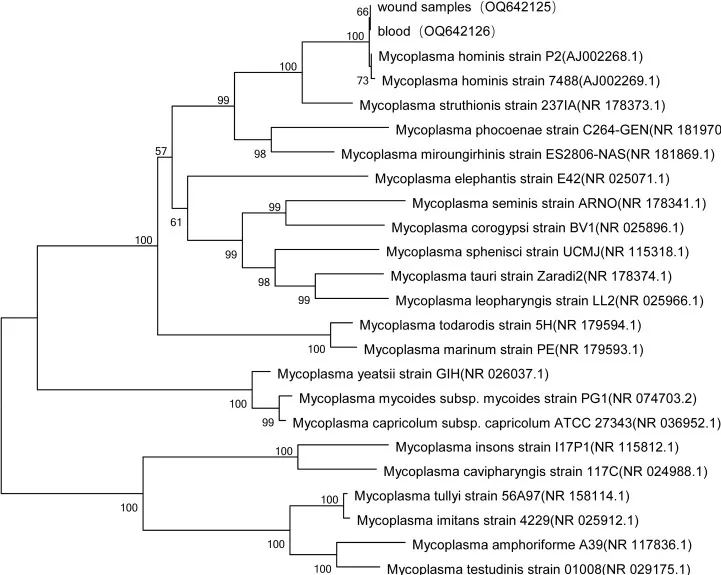 66
wound samples（OQ642125）
blood（OQ642126）
100
Mycoplasma hominis strain P2(AJ002268.1)
73
Mycoplasma hominis strain 7488(AJ002269.1)
100
Mycoplasma struthionis strain 237IA(NR 178373.1)
99
Mycoplasma phocoenae strain C264-GEN(NR 181970
98
Mycoplasma miroungirhinis strain ES2806-NAS(NR 181869.1)
57
Mycoplasma elephantis strain E42(NR 025071.1)
99
Mycoplasma seminis strain ARNO(NR 178341.1)
61
Mycoplasma corogypsi strain BV1(NR 025896.1)
100
99
Mycoplasma sphenisci strain UCMJ(NR 115318.1)
98
Mycoplasma tauri strain Zaradi2(NR 178374.1)
99
Mycoplasma leopharyngis strain LL2(NR 025966.1)
Mycoplasma todarodis strain 5H(NR 179594.1)
100
Mycoplasma marinum strain PE(NR 179593.1)
Mycoplasma yeatsii strain GIH(NR 026037.1)
100
Mycoplasma mycoides subsp. mycoides strain PG1(NR 074703.2)
99
Mycoplasma capricolum subsp. capricolum ATCC 27343(NR 036952.1)
100
Mycoplasma insons strain I17P1(NR 115812.1)
Mycoplasma cavipharyngis strain 117C(NR 024988.1)
100
100
Mycoplasma tullyi strain 56A97(NR 158114.1)
Mycoplasma imitans strain 4229(NR 025912.1)
100
Mycoplasma amphoriforme A39(NR 117836.1)
100
Mycoplasma testudinis strain 01008(NR 029175.1)